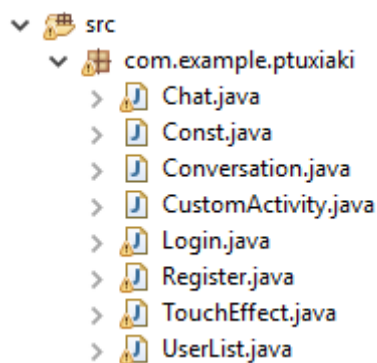 src
com.example.ptuxiaki
Chat.java
Const.java
Conversation.java
CustomActivity.java
Login.java
Register.java
TouchEffect.java
UserList.java